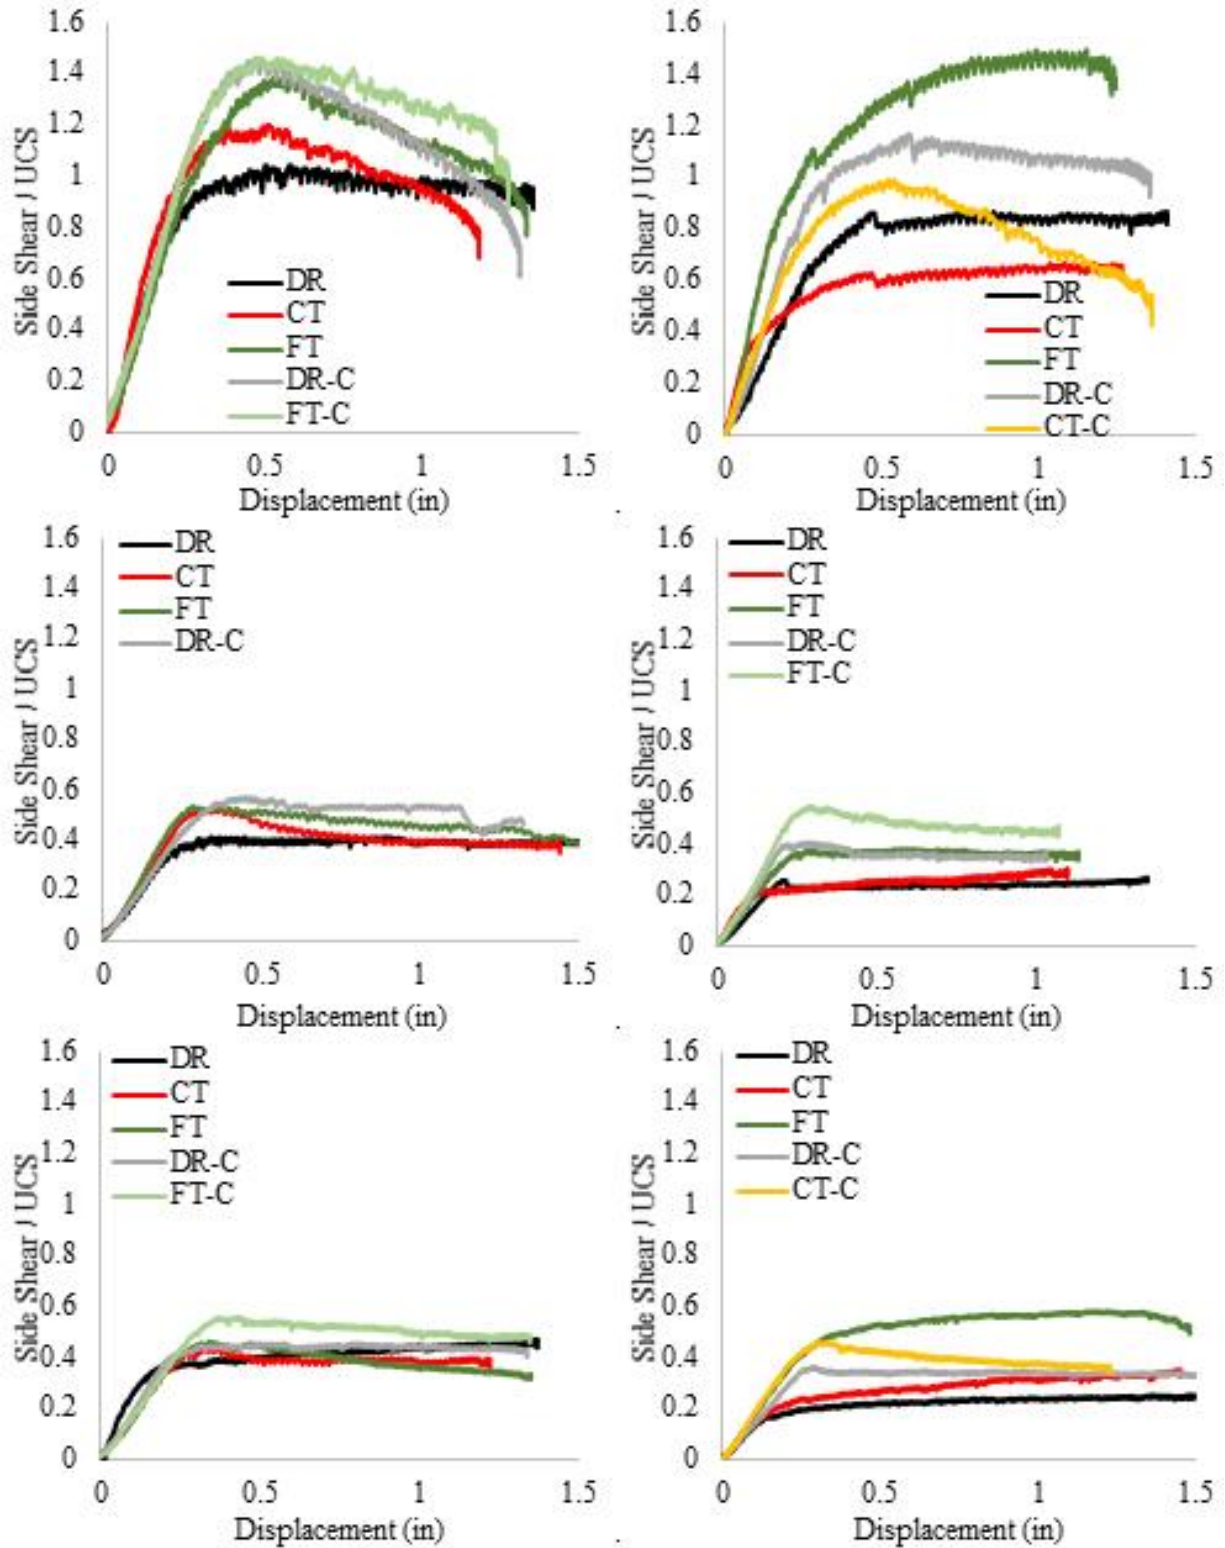 1.6
1.4
1.2
1
0.8
0.6
0.4
0.2
0
Side Shear / UCS
DR
CT
FT
DR-C
FT-C
0 0.5 1 1.5
Displacement (in)
1.6
1.4
1.2
1
0.8
0.6
0.4
0.2
0
Side Shear / UCS
DR
CT
FT
DR-C
CT-C
0 0.5 1 1.5
Displacement (in)
1.6
1.4
1.2
1
0.8
0.6
0.4
0.2
0
Side Shear / UCS
DR
CT
FT
DR-C
0 0.5 1 1.5
Displacement (in)
1.6
1.4
1.2
1
0.8
0.6
0.4
0.2
0
Side Shear / UCS
DR
CT
FT
DR-C
FT-C
0 0.5 1 1.5
Displacement (in)
1.6
1.4
1.2
1
0.8
0.6
0.4
0.2
0
Side Shear / UCS
DR
CT
FT
DR-C
FT-C
0 0.5 1 1.5
Displacement (in)
1.6
1.4
1.2
1
0.8
0.6
0.4
0.2
0
Side Shear / UCS
DR
CT
FT
DR-C
CT-C
0 0.5 1 1.5
Displacement (in)